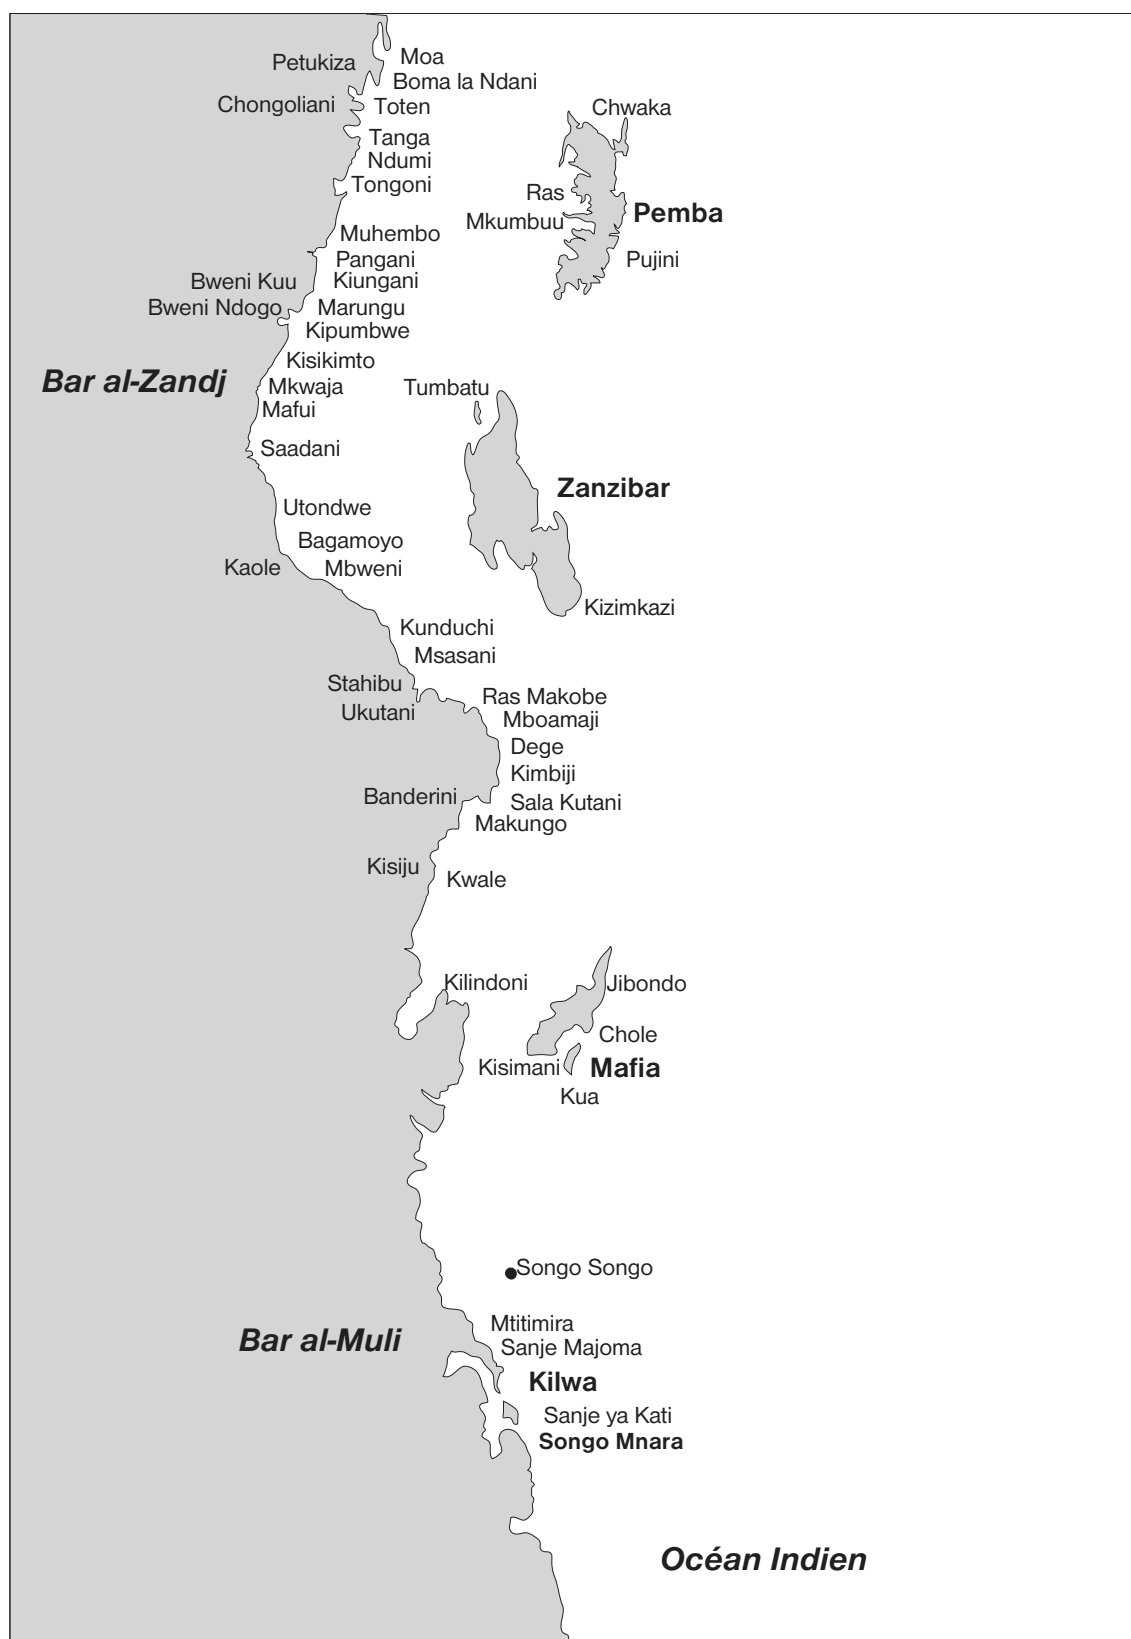 Moa
Petukiza
Boma la Ndani
Chongoliani
Toten
Chwaka
Tanga
Ndumi
Tongoni
Ras
Mkumbuu
Pemba
Muhembo
Pangani
Pujini
Bweni Kuu
Kiungani
Bweni Ndogo
Marungu
Kipumbwe
Kisikimto
Bar al-Zandj
Mkwaja
Tumbatu
Mafui
Saadani
Zanzibar
Utondwe
Bagamoyo
Kaole
Mbweni
Kizimkazi
Kunduchi
Msasani
Stahibu
Ras Makobe
Ukutani
Mboamaji
Dege
Kimbiji
Banderini
Sala Kutani
Makungo
Kisiju
Kwale
Kilindoni
Jibondo
Chole
Kisimani
Mafia
Kua
Songo Songo
Mtitimira
Bar al-Muli
Sanje Majoma
Kilwa
Sanje ya Kati
Songo Mnara
Océan Indien